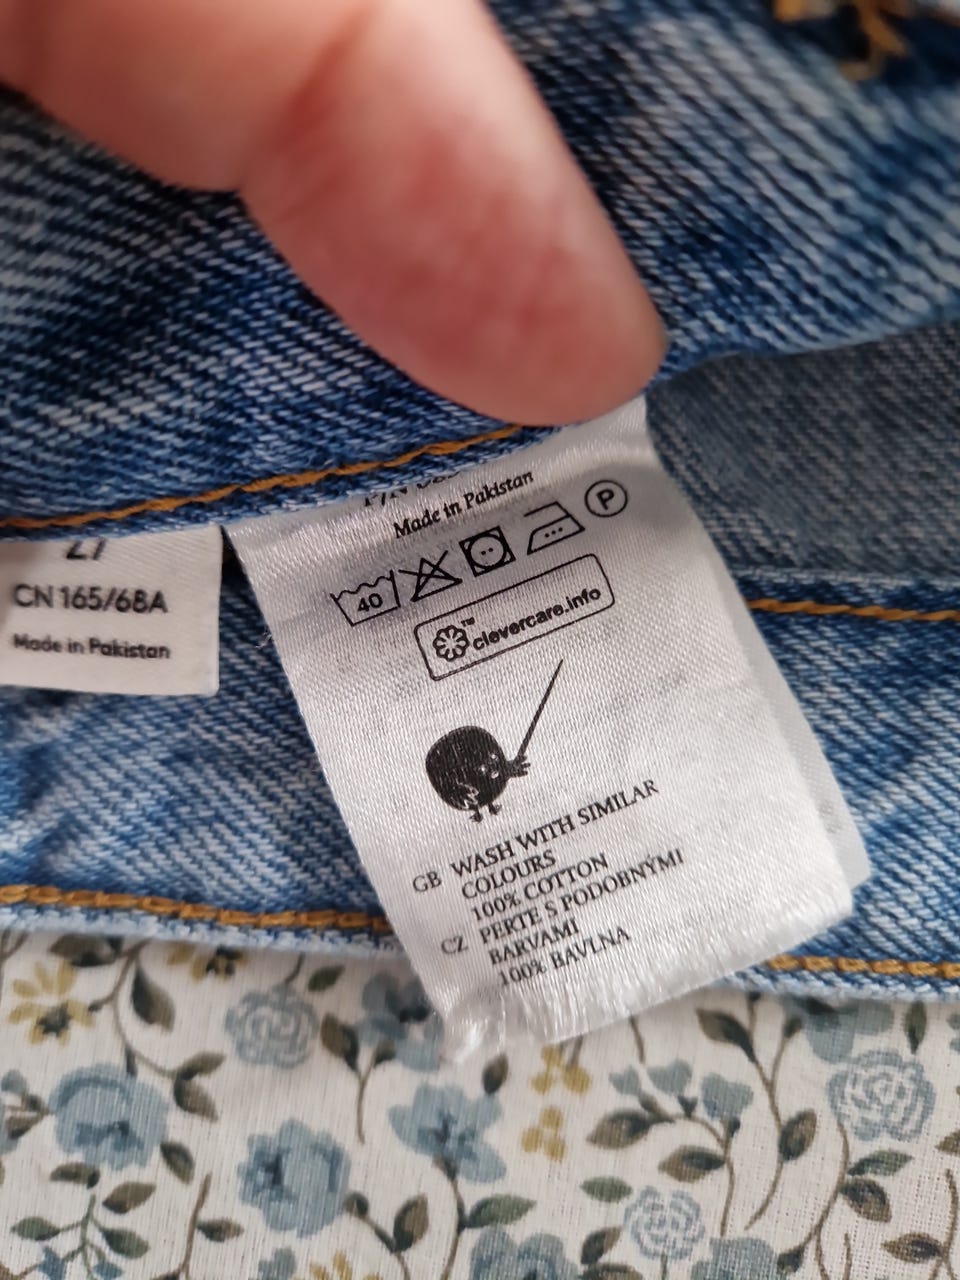 Made in Pakistan
40
P
clevercare.info
TM
GB WASH WITH SIMILAR
COLOURS
100% COTTON
CZ PERTE S PODOBNÝMI
BARVAMI
100% BAVLNA
CN 165/68A
Made in Pakistan